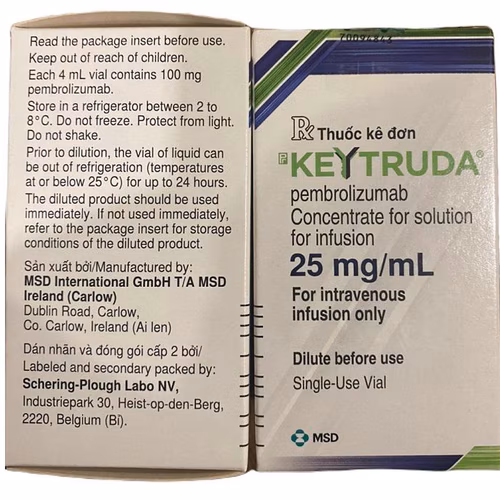 Read the package insert before use.
Keep out of reach of children.
Each 4 mL vial contains 100 mg
pembrolizumab.
Store in a refrigerator between 2 to
8°C. Do not freeze. Protect from light.
Do not shake.
Prior to dilution, the vial of liquid can
be out of refrigeration (temperatures
at or below 25°C) for up to 24 hours.
The diluted product should be used
immediately. If not used immediately,
refer to the package insert for storage
conditions of the diluted product.
Sản xuất bởi/Manufactured by:
MSD International GmbH T/A MSD
Ireland (Carlow)
Dublin Road, Carlow,
Co. Carlow, Ireland (Ai len)
Dán nhãn và đóng gói cấp 2 bởi/
Labeled and secondary packed by:
Schering-Plough Labo NV,
Industriepark 30, Heist-op-den-Berg,
2220, Belgium (Bỉ).
Rx Thuốc kê đơn
KEYTRUDA®
pembrolizumab
Concentrate for solution
for infusion
25 mg/mL
For intravenous
infusion only
Dilute before use
Single-Use Vial
MSD